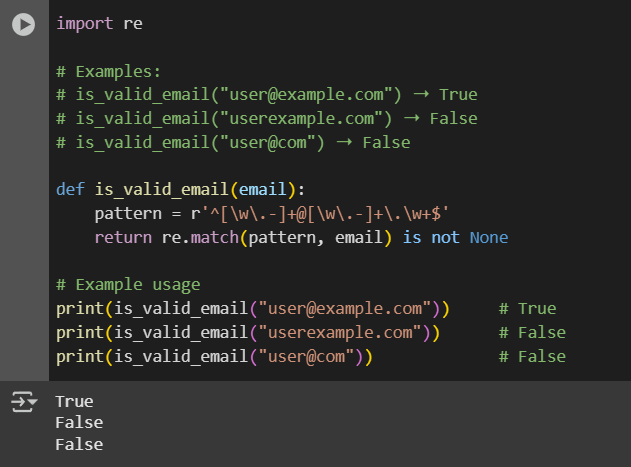 import re
# Examples:
# is_valid_email("user@example.com") → True
# is_valid_email("userexample.com") → False
# is_valid_email("user@com") → False
def is_valid_email(email):
    pattern = r'^[\w\.-]+@[\w\.-]+\.\w+$'
    return re.match(pattern, email) is not None
# Example usage
print(is_valid_email("user@example.com"))     # True
print(is_valid_email("userexample.com"))      # False
print(is_valid_email("user@com"))             # False
True
False
False